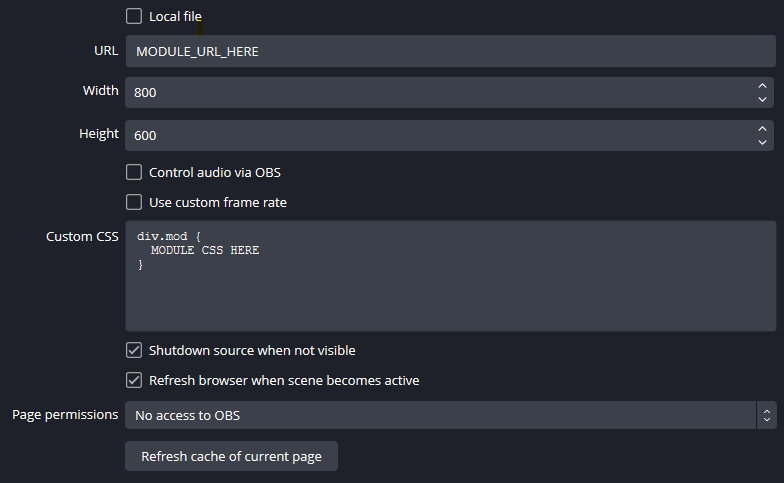 Local file
URL MODULE_URL_HERE
Width 800
Height 600
Control audio via OBS
Use custom frame rate
Custom CSS div.mod {
MODULE CSS HERE
}
Shutdown source when not visible
Refresh browser when scene becomes active
Page permissions No access to OBS
Refresh cache of current page